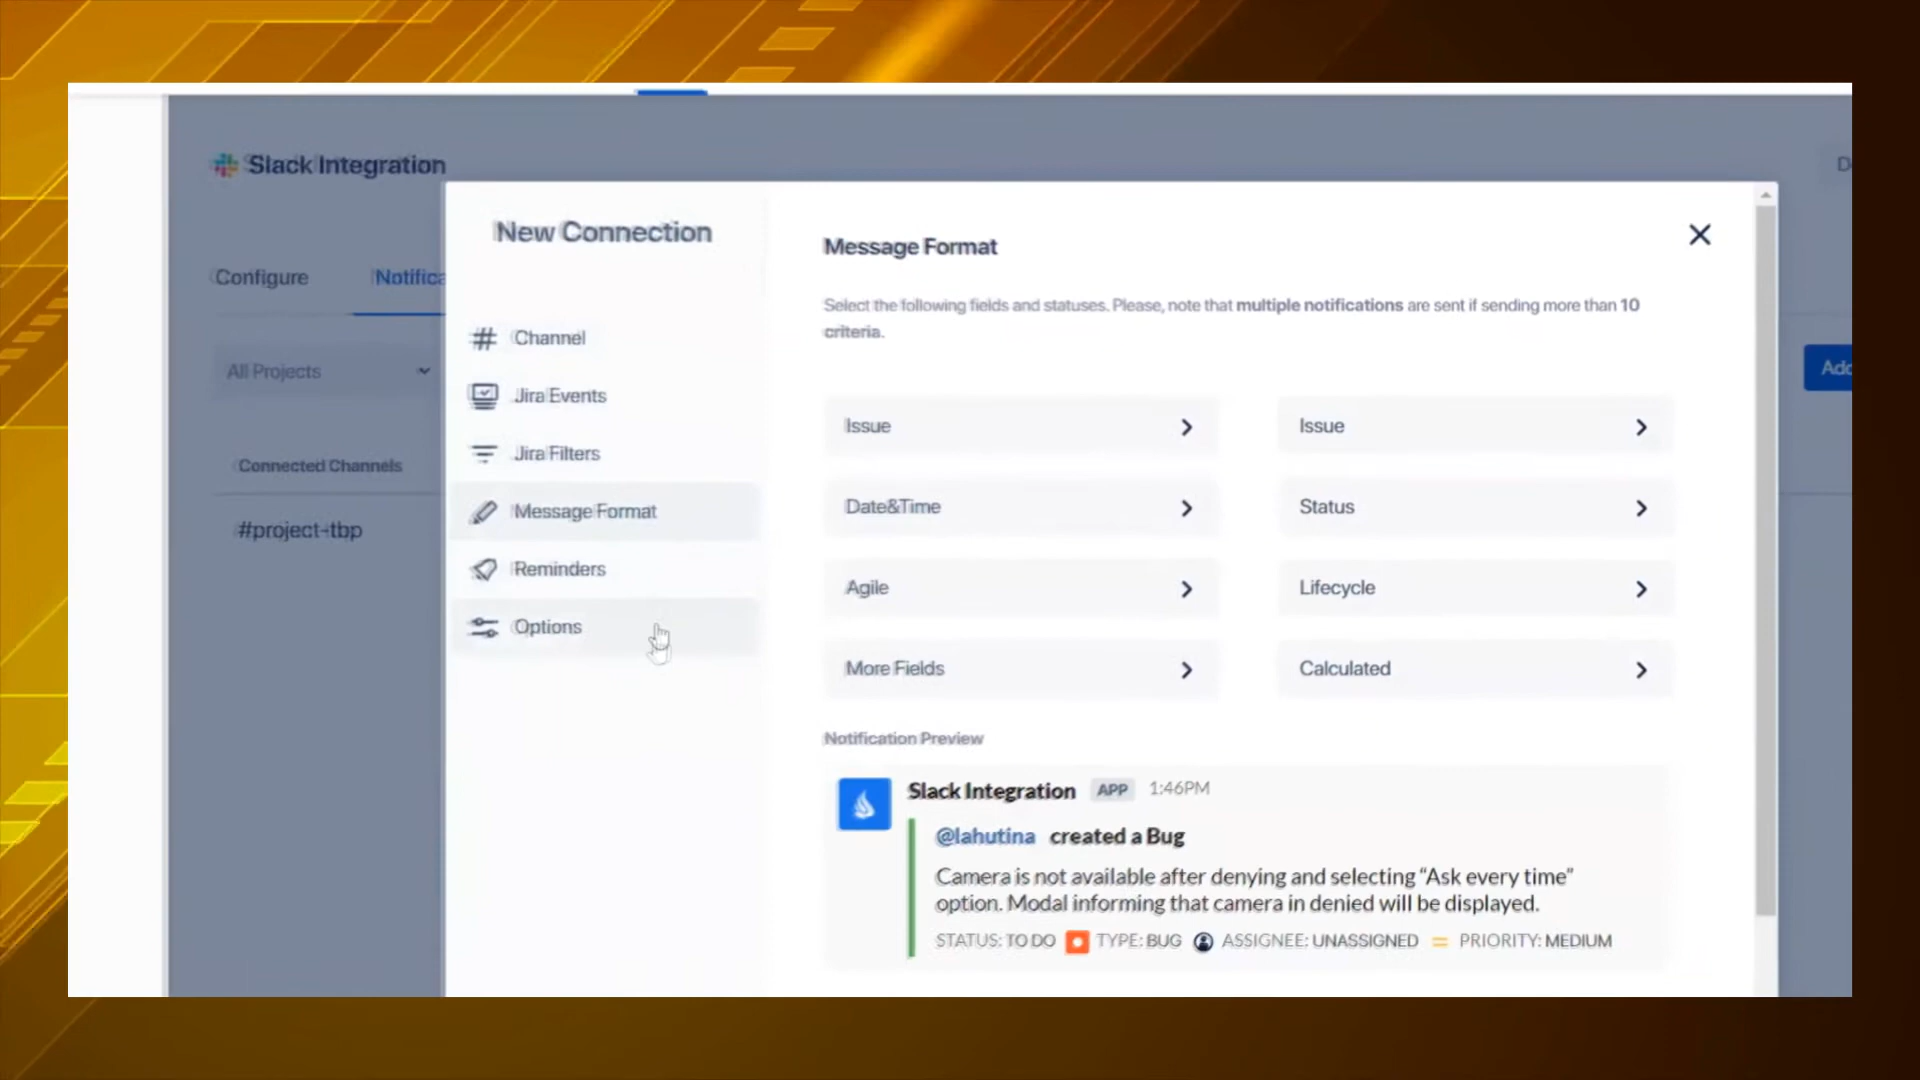 Slack Integration
New Connection
Configure
All Projects
Connected Channels
#project-tbp
Channel
Jira Events
Jira Filters
Message Format
Reminders
Options
Message Format
Select the following fields and statuses. Please, note that multiple notifications are sent if sending more than 10
criteria.
Issue
Issue
Date&Time
Status
Agile
Lifecycle
More Fields
Calculated
Notification Preview
Slack Integration APP 1:46PM
@lahutina created a Bug
Camera is not available after denying and selecting “Ask every time”
option. Modal informing that camera in denied will be displayed.
STATUS: TO DO TYPE: BUG ASSIGNEE: UNASSIGNED PRIORITY: MEDIUM